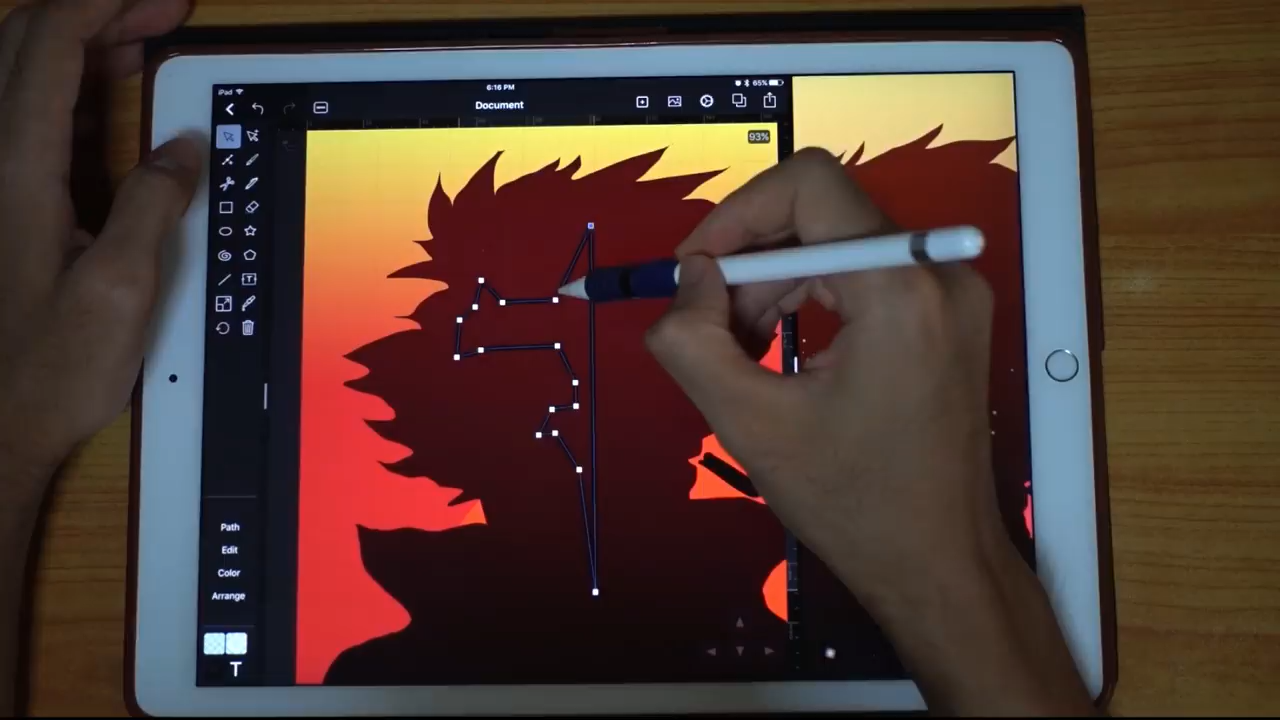 iPad
6:16 PM
65%
Document
93%
T
Path
Edit
Color
Arrange
T